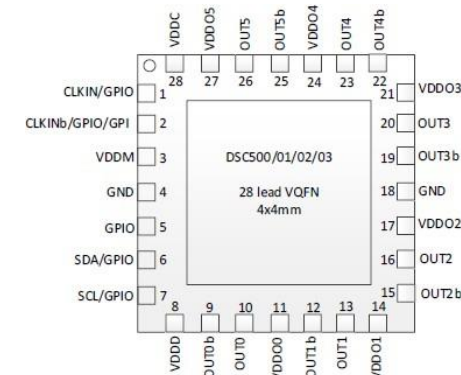 VDDC
VDDO5
OUT5
OUT5b
VDDO4
OUT4
OUT4b
28 27 26 25 24 23 22
CLKIN/GPIO 1
CLKINb/GPIO/GPI 2
VDDM 3
GND 4
GPIO 5
SDA/GPIO 6
SCL/GPIO 7
DSC500/01/02/03
28 lead VQFN
4x4mm
21 VDDO3
20 OUT3
19 OUT3b
18 GND
17 VDDO2
16 OUT2
15 OUT2b
8 9 10 11 12 13 14
VDDD
OUT0b
OUT0
VDDO0
OUT1b
OUT1
VDDO1